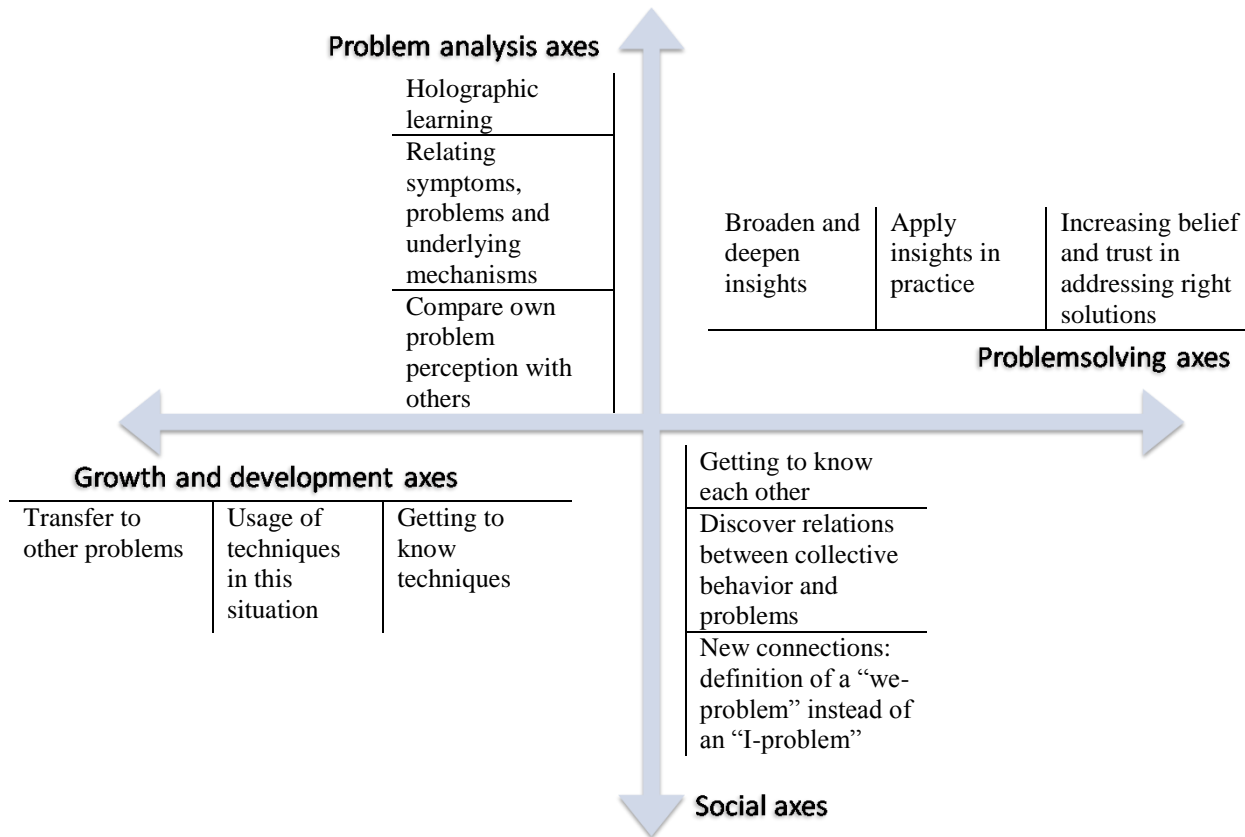 Problem analysis axes
Holographic
learning
Relating
symptoms,
problems and
underlying
mechanisms
Compare own
problem
perception with
others
Broaden and
deepen
insights
Apply
insights in
practice
Increasing belief
and trust in
addressing right
solutions
Problemsolving axes
Growth and development axes
Transfer to
other problems
Usage of
techniques
in this
situation
Getting to
know
techniques
Getting to know
each other
Discover relations
between collective
behavior and
problems
New connections:
definition of a “we-
problem” instead of
an “I-problem”
Social axes